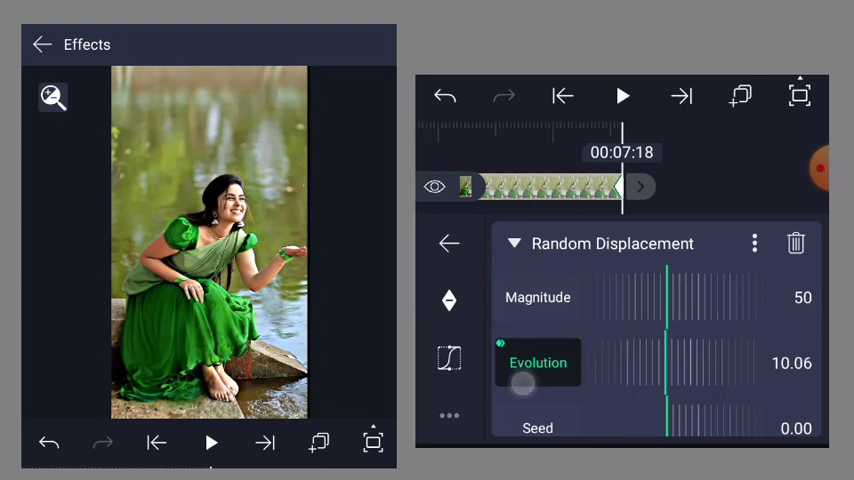 Effects
00:07:18
Random Displacement
Magnitude
50
Evolution
10.06
Seed
0.00